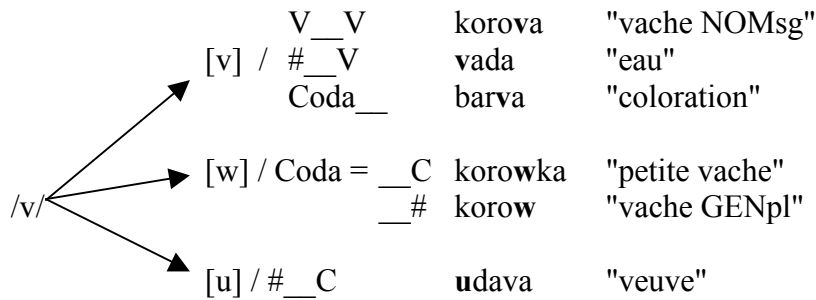 V__V korova "vache NOMsg"
[v] / #__V vada "eau"
Coda__ barva "coloration"
[w] / Coda = __C korowka "petite vache"
/v/ __# korow "vache GENpl"
[u] / #__C udava "veuve"